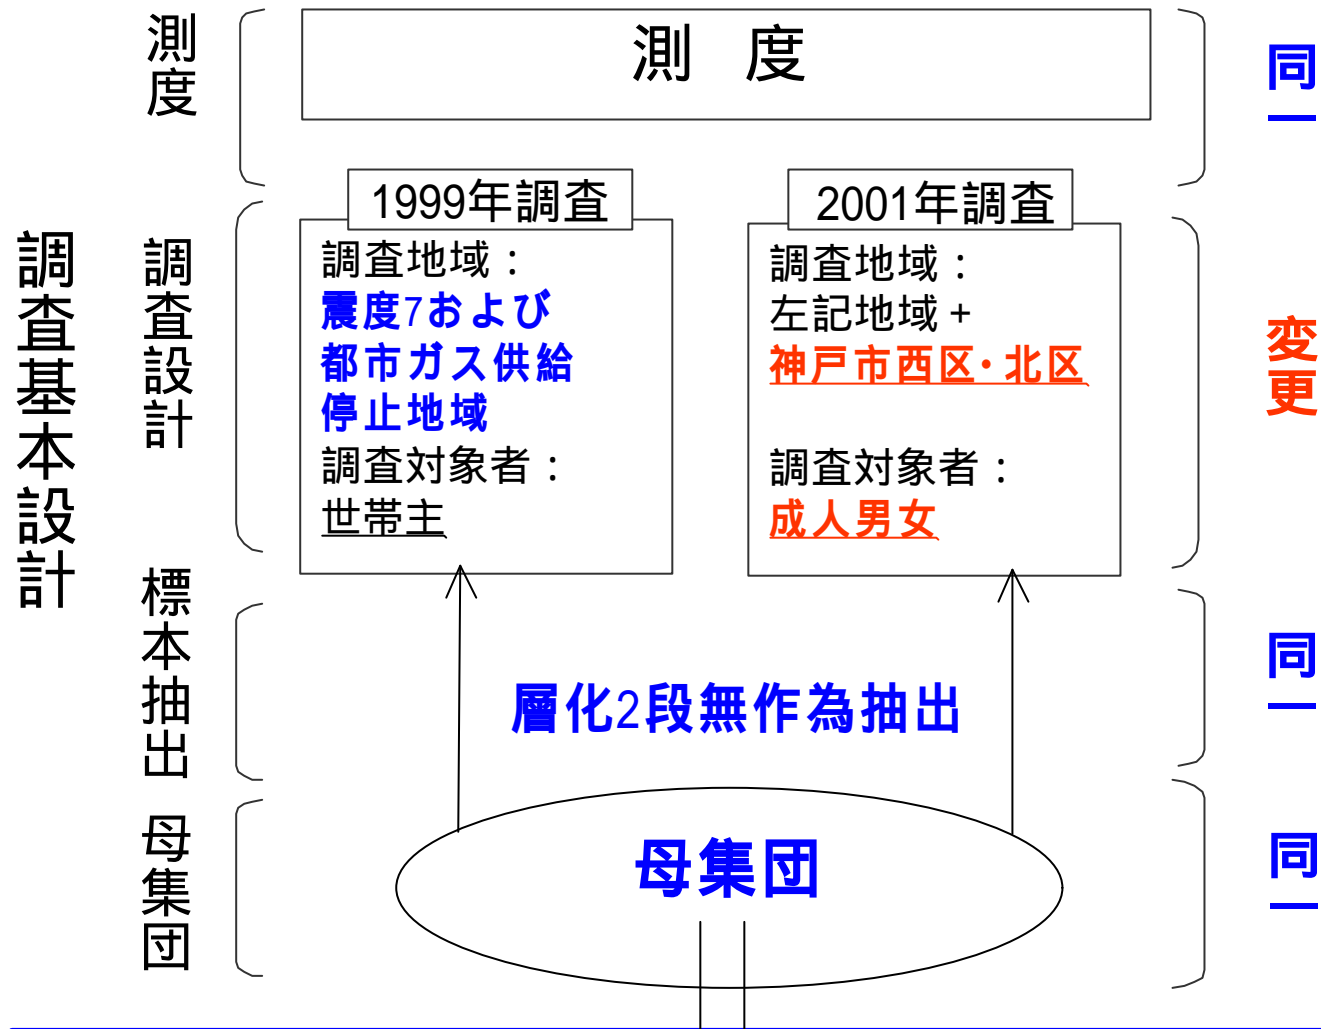 調査基本設計
測度
測 度
同一
調査設計
1999年調査
調査地域：
震度7および
都市ガス供給
停止地域
調査対象者：
世帯主
2001年調査
調査地域：
左記地域＋
神戸市西区・北区
調査対象者：
成人男女
変更
標本抽出
層化2段無作為抽出
同一
母集団
母集団
同一